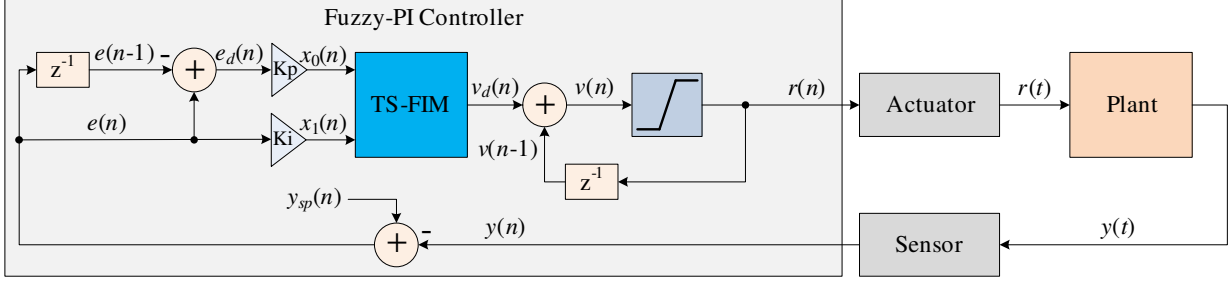 Fuzzy-PI Controller
e(n-1) - e_d(n) Kp x_0(n)
z^-1 +
TS-FIM v_d(n) + v(n) r(n) Actuator r(t) Plant
e(n) Ki x_1(n)
v(n-1)
z^-1
y_sp(n)
+ - y(n) Sensor y(t)